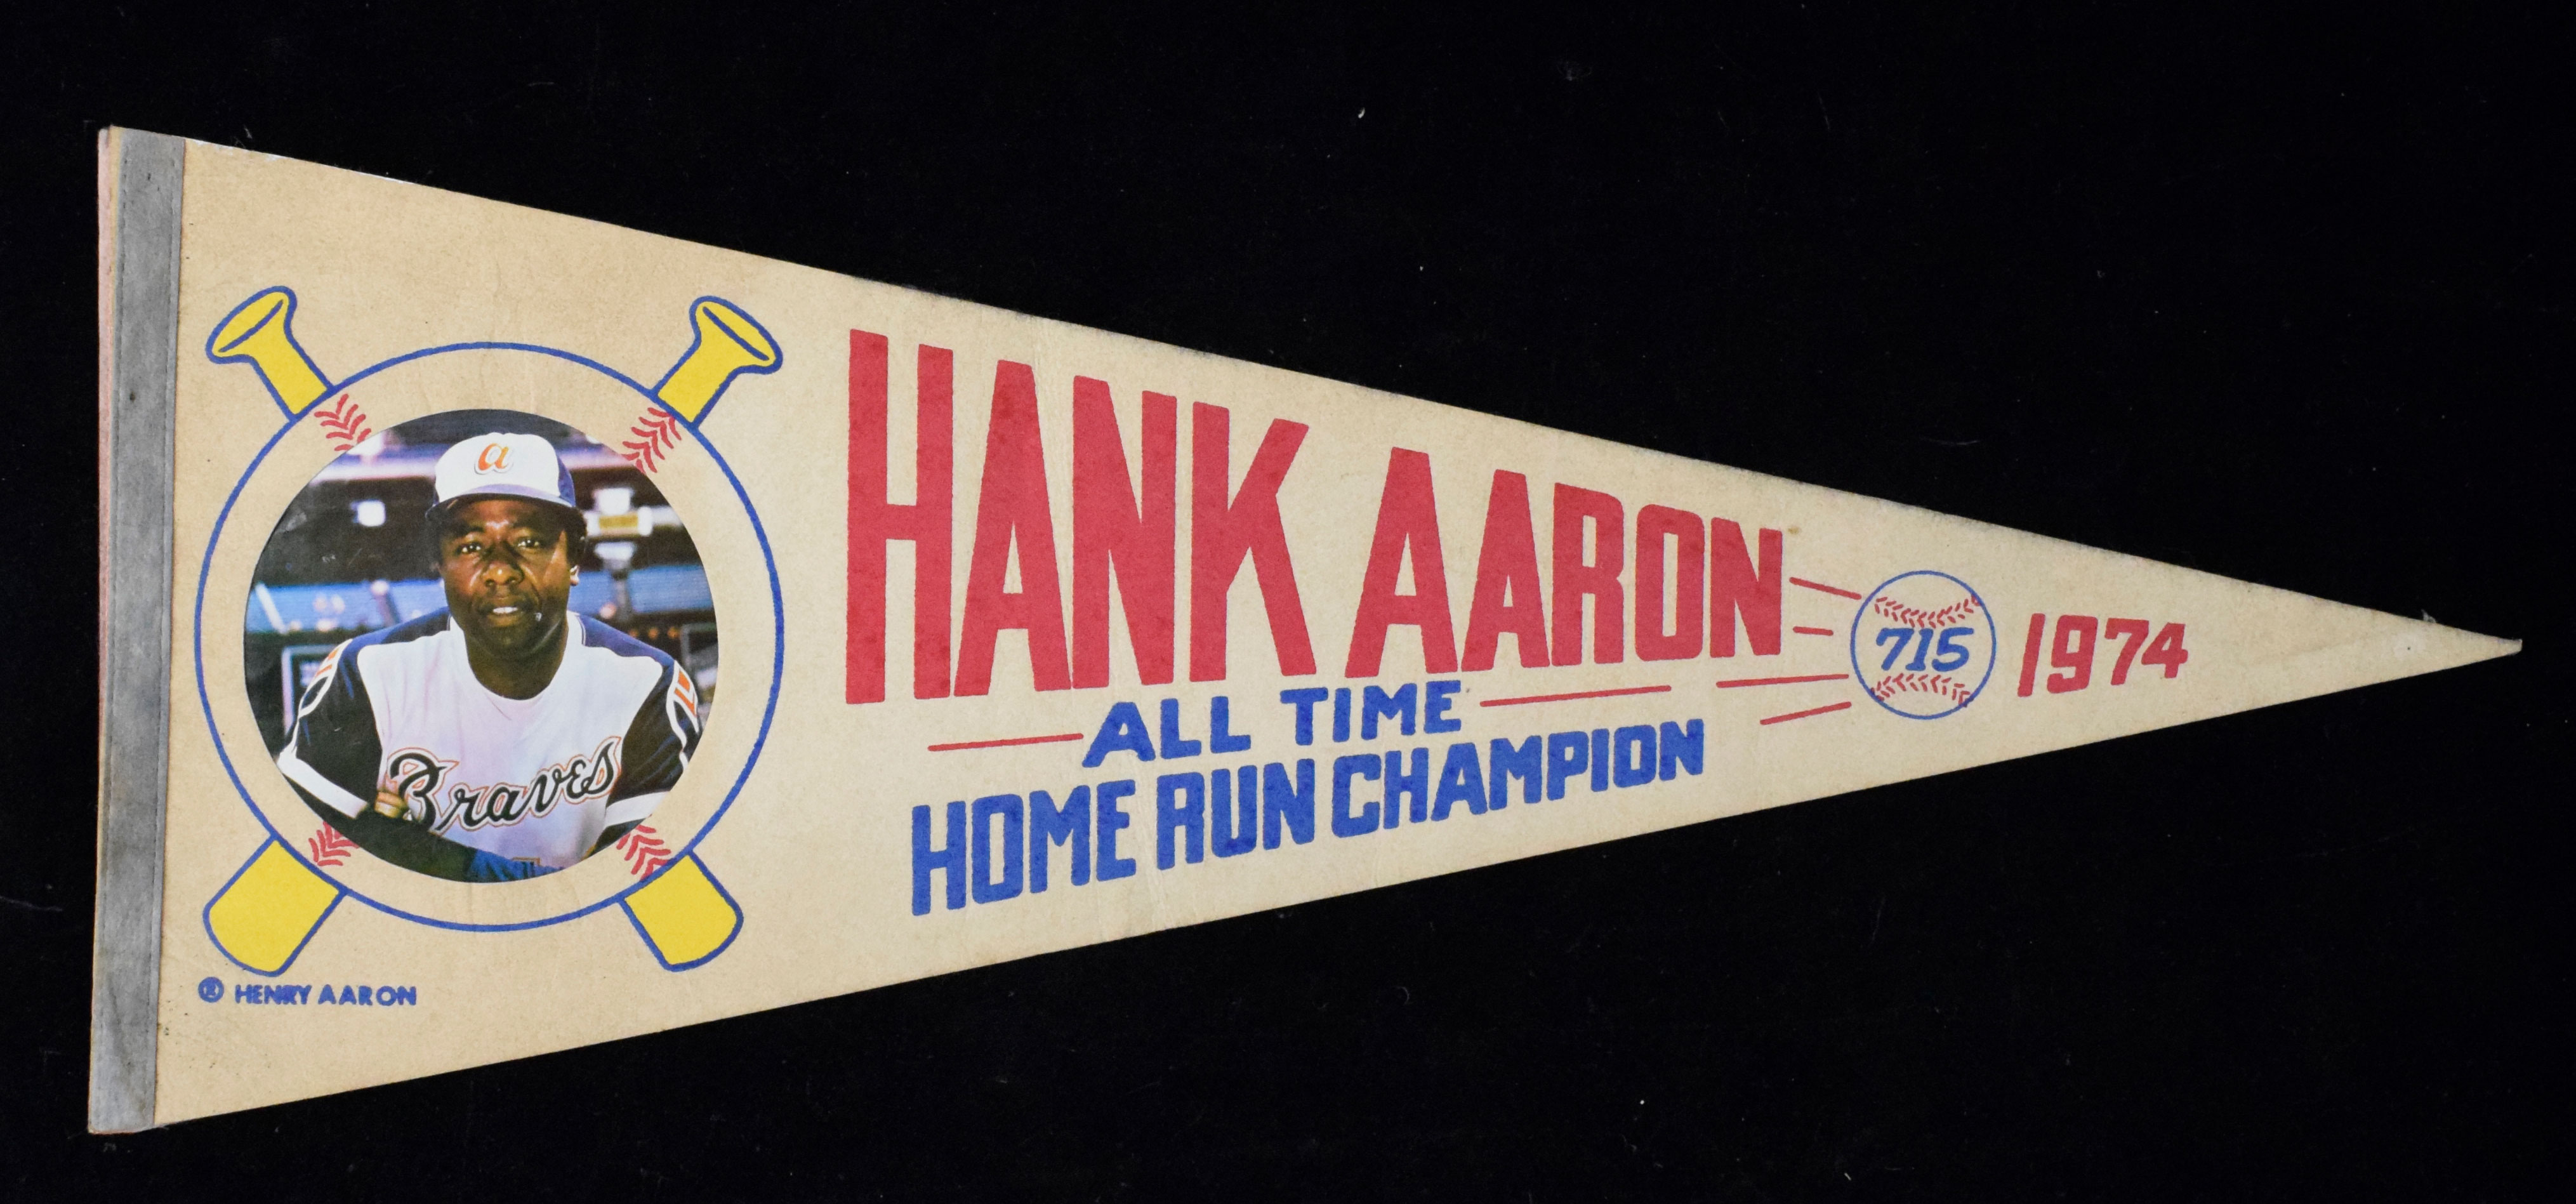 a
Braves
HANK AARON
ALL TIME
HOME RUN CHAMPION
715
1974
® HENRY AARON